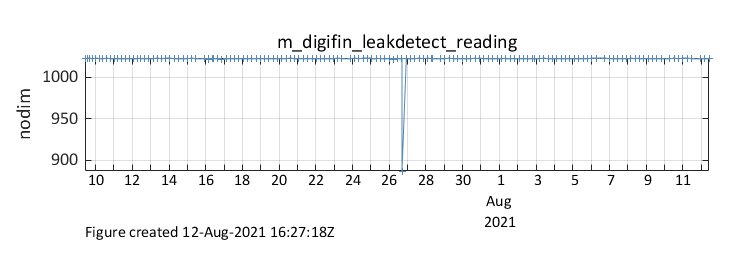 m_digifin_leakdetect_reading
1000
950
900
nodim
10 12 14 16 18 20 22 24 26 28 30 1 3 5 7 9 11
Aug
2021
Figure created 12-Aug-2021 16:27:18Z